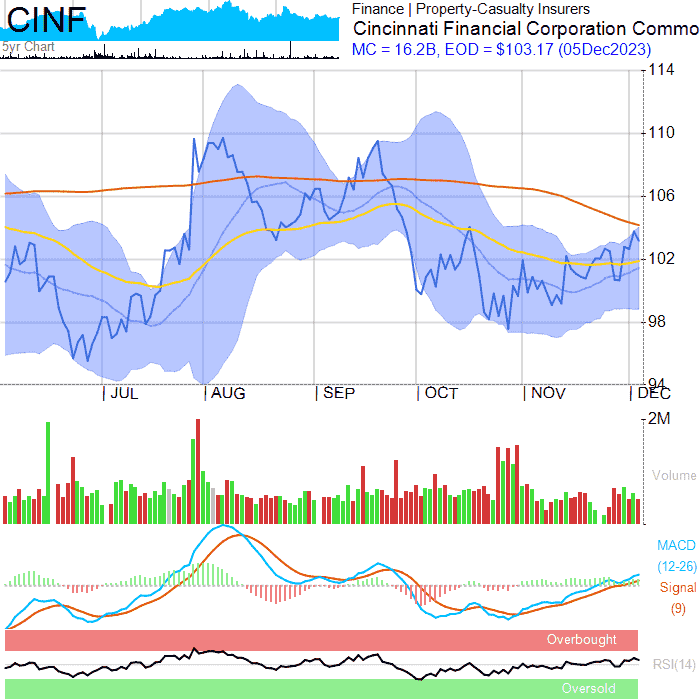 CINF
5yr Chart
Finance | Property-Casualty Insurers
Cincinnati Financial Corporation Commo
MC = 16.2B, EOD = $103.17 (05Dec2023)
114
110
106
102
98
94
JUL AUG SEP OCT NOV DEC
2M
Volume
MACD
(12-26)
Signal
(9)
Overbought
RSI(14)
Oversold